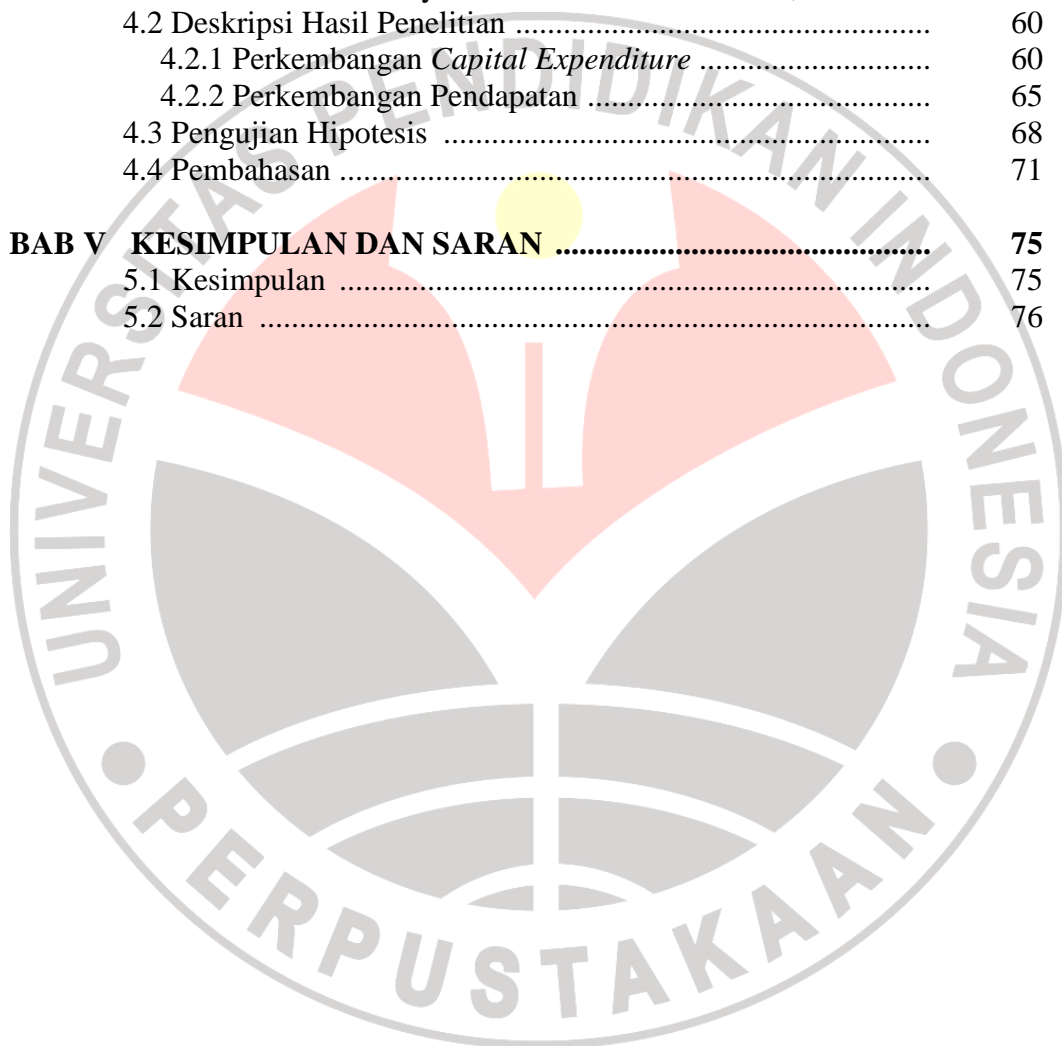 4.2 Deskripsi Hasil Penelitian .................................................... 60
4.2.1 Perkembangan Capital Expenditure ............................. 60
4.2.2 Perkembangan Pendapatan ........................................... 65
4.3 Pengujian Hipotesis ............................................................. 68
4.4 Pembahasan .......................................................................... 71
BAB V KESIMPULAN DAN SARAN ............................................... 75
5.1 Kesimpulan .......................................................................... 75
5.2 Saran .................................................................................... 76
UNIVERSITAS PENDIDIKAN INDONESIA
PERPUSTAKAAN